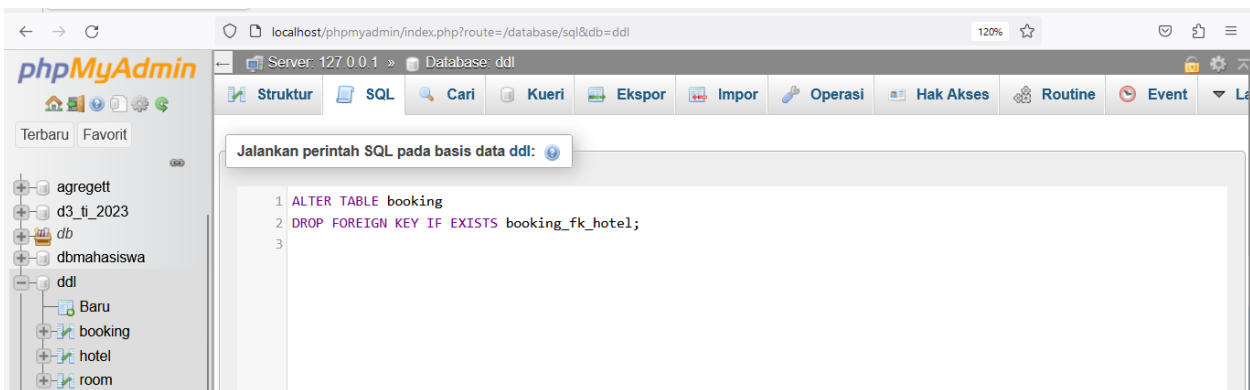 localhost/phpmyadmin/index.php?route=/database/sql&db=ddl
120%
phpMyAdmin
Server: 127.0.0.1 » Database: ddl
Struktur SQL Cari Kueri Ekspor Impor Operasi Hak Akses Routine Event La
Terbaru Favorit
Jalankan perintah SQL pada basis data ddl:
agregett
d3_ti_2023
db
dbmahasiswa
ddl
Baru
booking
hotel
room
1 ALTER TABLE booking
2 DROP FOREIGN KEY IF EXISTS booking_fk_hotel;
3